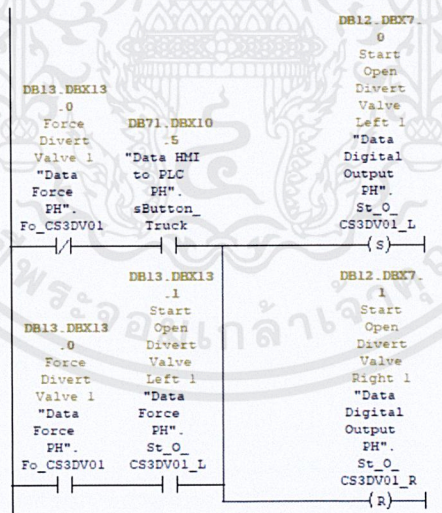 DB12.DBX7.
0
Start
Open
Divert
Valve
Left 1
"Data
Digital
Output
PH".
St_O_
CS3DV01_L
( S )
DB13.DBX13
.0
Force
Divert
Valve 1
"Data
Force
PH".
Fo_CS3DV01
DB71.DBX10
.5
"Data HMI
to PLC
PH".
sButton_
Truck
DB13.DBX13
.0
Force
Divert
Valve 1
"Data
Force
PH".
Fo_CS3DV01
DB13.DBX13
.1
Start
Open
Divert
Valve
Left 1
"Data
Force
PH".
St_O_
CS3DV01_L
DB12.DBX7.
1
Start
Open
Divert
Valve
Right 1
"Data
Digital
Output
PH".
St_O_
CS3DV01_R
( R )